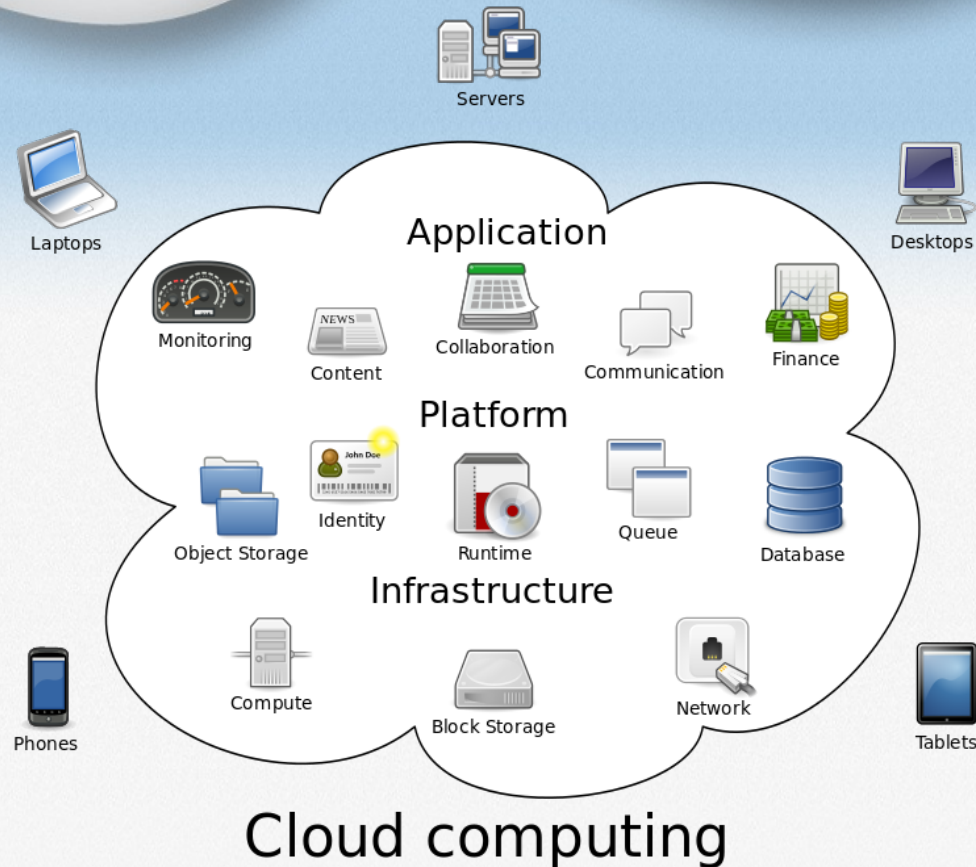 Servers
Laptops
Desktops
Application
Monitoring
NEWS
Content
Collaboration
Communication
Finance
Platform
Object Storage
John Doe
Identity
Runtime
Queue
Database
Infrastructure
Compute
Block Storage
Network
Phones
Tablets
Cloud computing